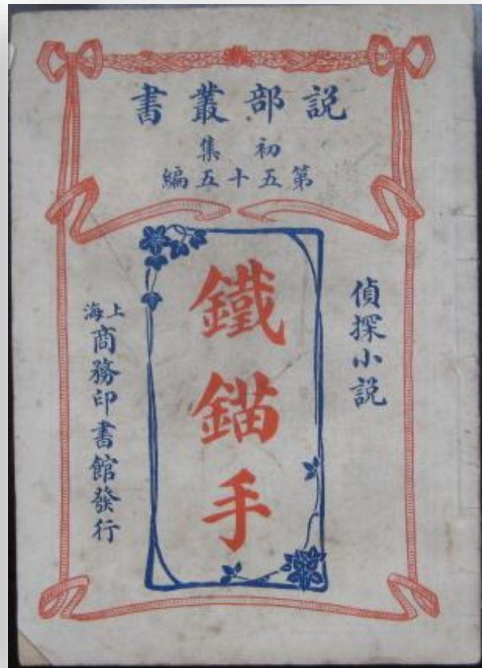 說部叢書
初集
第五十五編
偵探小說
鐵錨手
上海商務印書館發行